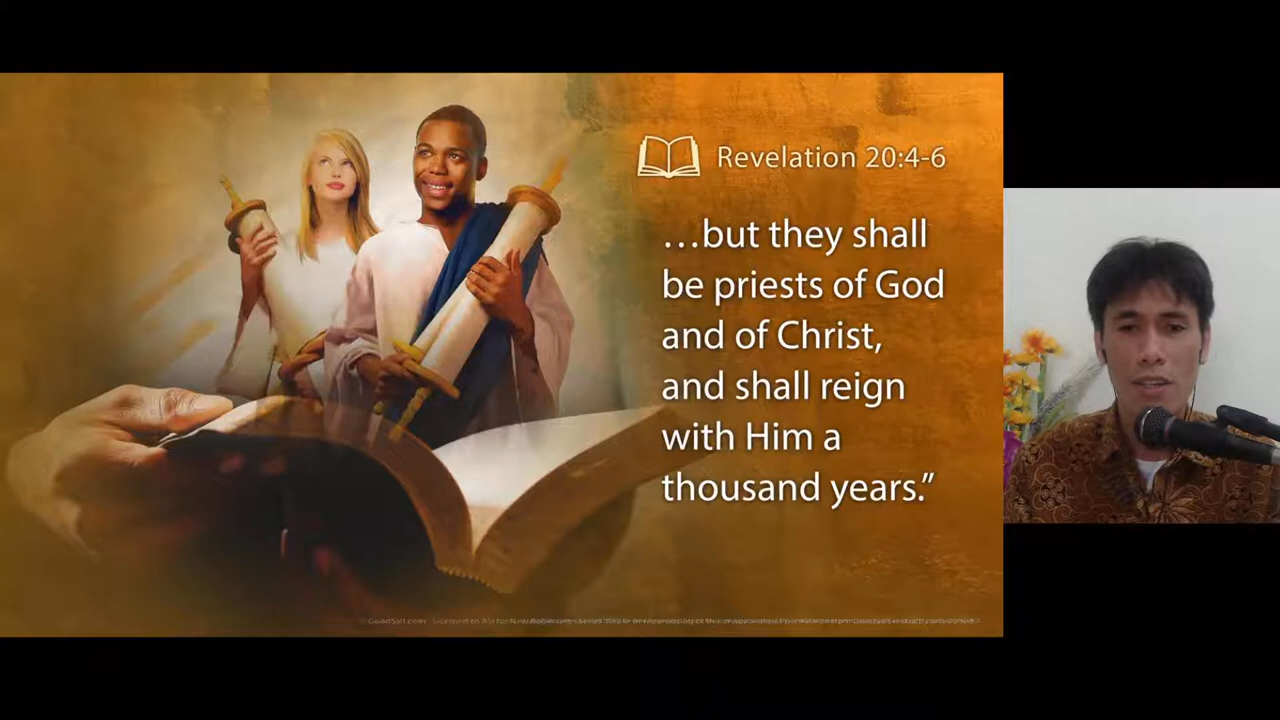 Revelation 20:4-6
…but they shall
be priests of God
and of Christ,
and shall reign
with Him a
thousand years.”